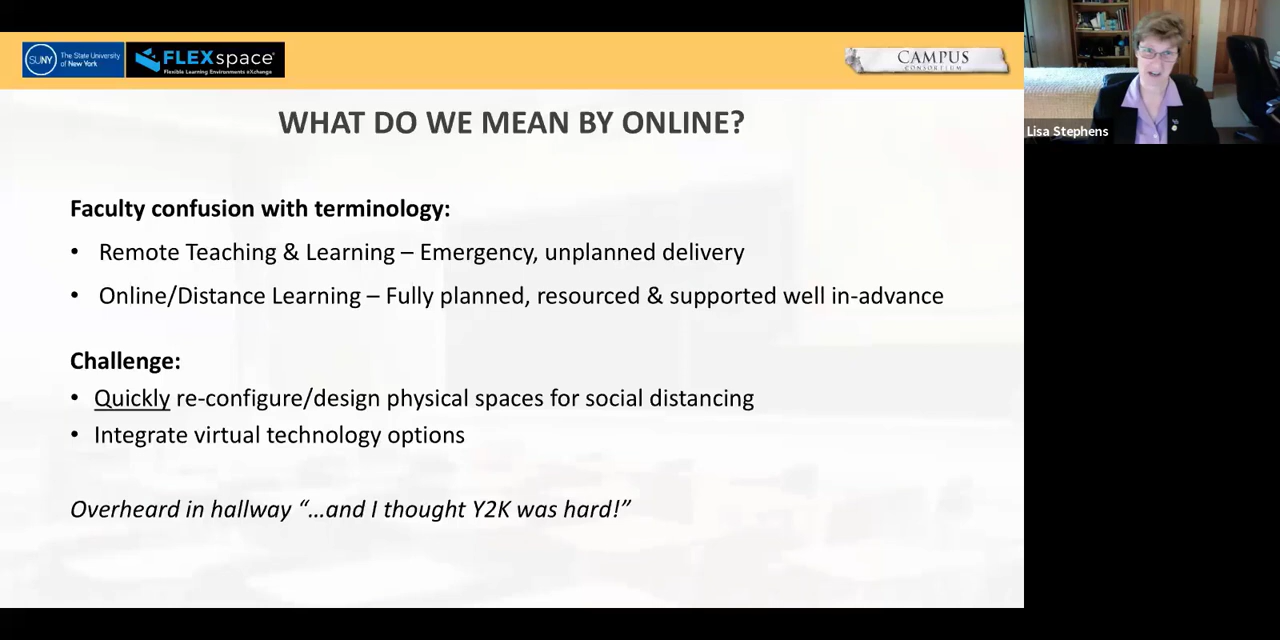 SUNY
The State University
of New York
FLEXspace
Flexible Learning Environments eXchange
CAMPUS
CONSORTIUM
Lisa Stephens
WHAT DO WE MEAN BY ONLINE?
Faculty confusion with terminology:
• Remote Teaching & Learning – Emergency, unplanned delivery
• Online/Distance Learning – Fully planned, resourced & supported well in-advance
Challenge:
• Quickly re-configure/design physical spaces for social distancing
• Integrate virtual technology options
Overheard in hallway “…and I thought Y2K was hard!”